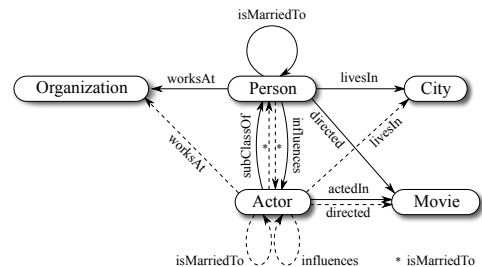 isMarriedTo
Organization
worksAt
Person
livesIn
City
directed
livesIn
worksAt
subClassOf
*
*
influences
Actor
actedIn
directed
Movie
isMarriedTo
influences
* isMarriedTo